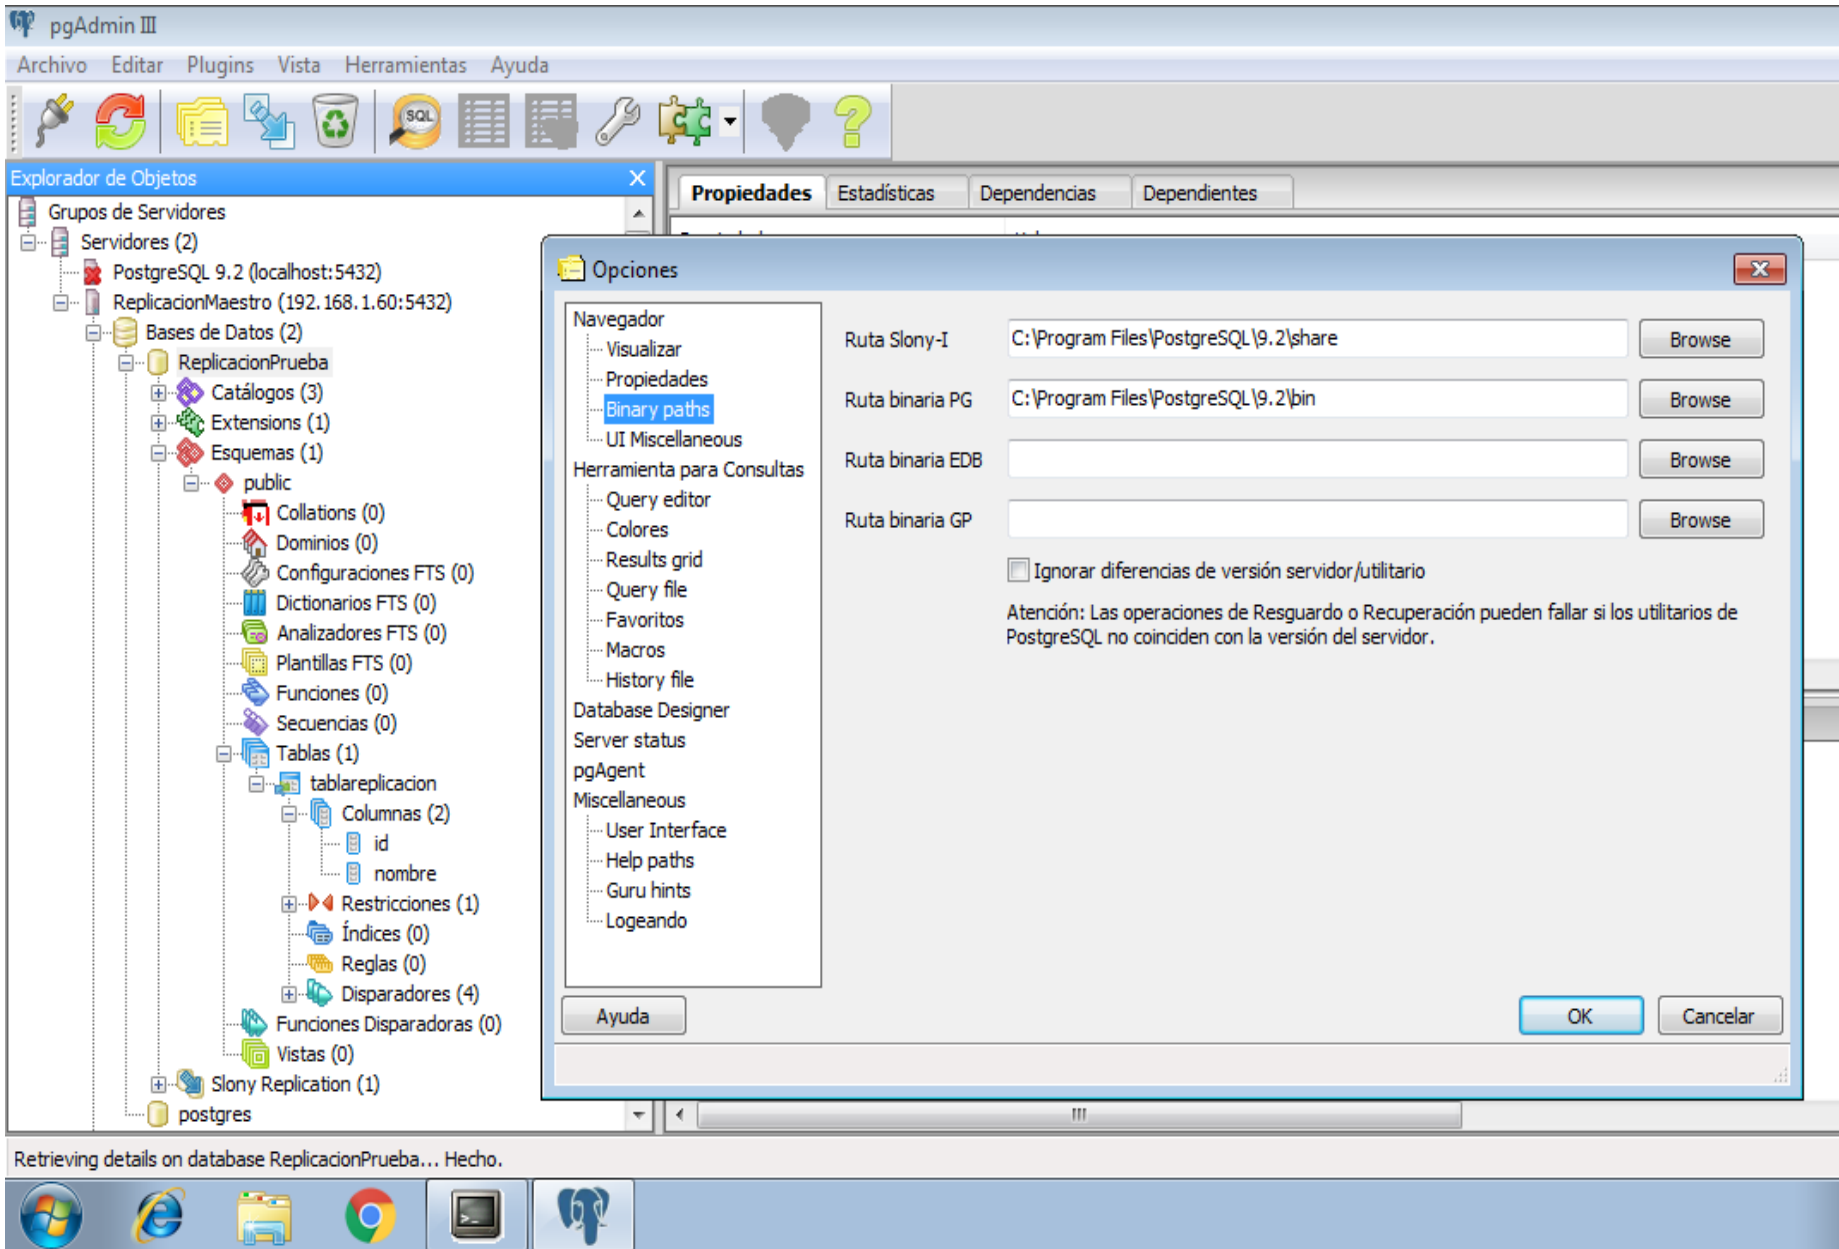 pgAdmin III
Archivo Editar Plugins Vista Herramientas Ayuda
SQL
Explorador de Objetos
Grupos de Servidores
Servidores (2)
PostgreSQL 9.2 (localhost:5432)
ReplicacionMaestro (192.168.1.60:5432)
Bases de Datos (2)
ReplicacionPrueba
Catálogos (3)
Extensions (1)
Esquemas (1)
public
Collations (0)
Dominios (0)
Configuraciones FTS (0)
Dictionarios FTS (0)
Analizadores FTS (0)
Plantillas FTS (0)
Funciones (0)
Secuencias (0)
Tablas (1)
tablareplicacion
Columnas (2)
id
nombre
Restricciones (1)
Índices (0)
Reglas (0)
Disparadores (4)
Funciones Disparadoras (0)
Vistas (0)
Slony Replication (1)
postgres
Propiedades Estadísticas Dependencias Dependientes
Opciones
Navegador
Visualizar
Propiedades
Binary paths
UI Miscellaneous
Herramienta para Consultas
Query editor
Colores
Results grid
Query file
Favoritos
Macros
History file
Database Designer
Server status
pgAgent
Miscellaneous
User Interface
Help paths
Guru hints
Logeando
Ruta Slony-I C:\Program Files\PostgreSQL\9.2\share Browse
Ruta binaria PG C:\Program Files\PostgreSQL\9.2\bin Browse
Ruta binaria EDB Browse
Ruta binaria GP Browse
Ignorar diferencias de versión servidor/utilitario
Atención: Las operaciones de Resguardo o Recuperación pueden fallar si los utilitarios de
PostgreSQL no coinciden con la versión del servidor.
Ayuda OK Cancelar
Retrieving details on database ReplicacionPrueba... Hecho.